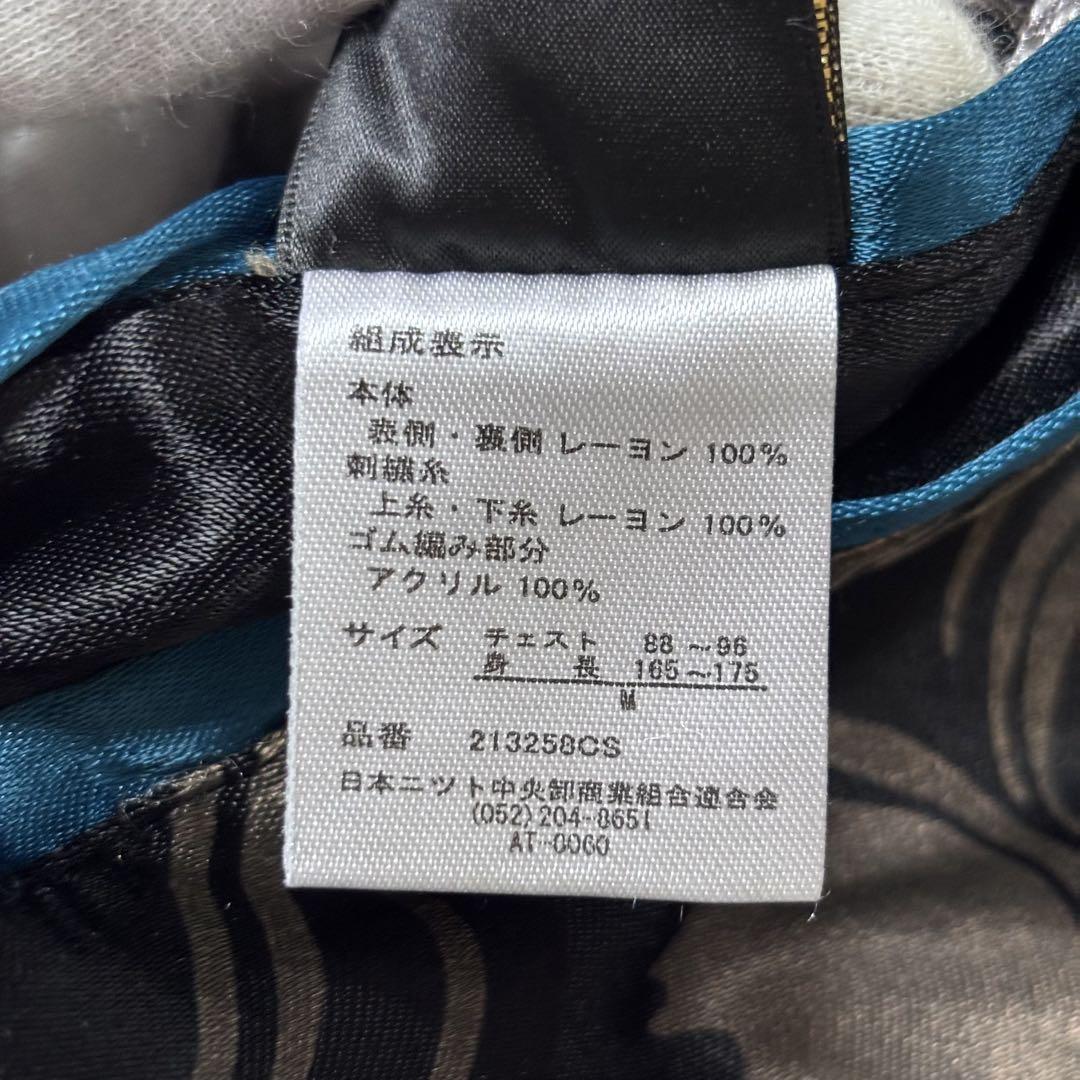 組成表示
本体
表側・裏側 レーヨン 100%
刺繍糸
上糸・下糸 レーヨン 100%
ゴム編み部分
アクリル 100%
サイズ チェスト 88～96
身長 165～175
M
品番 213258CS
日本ニット中央卸商業組合連合会
(052)204-8651
AT-0060